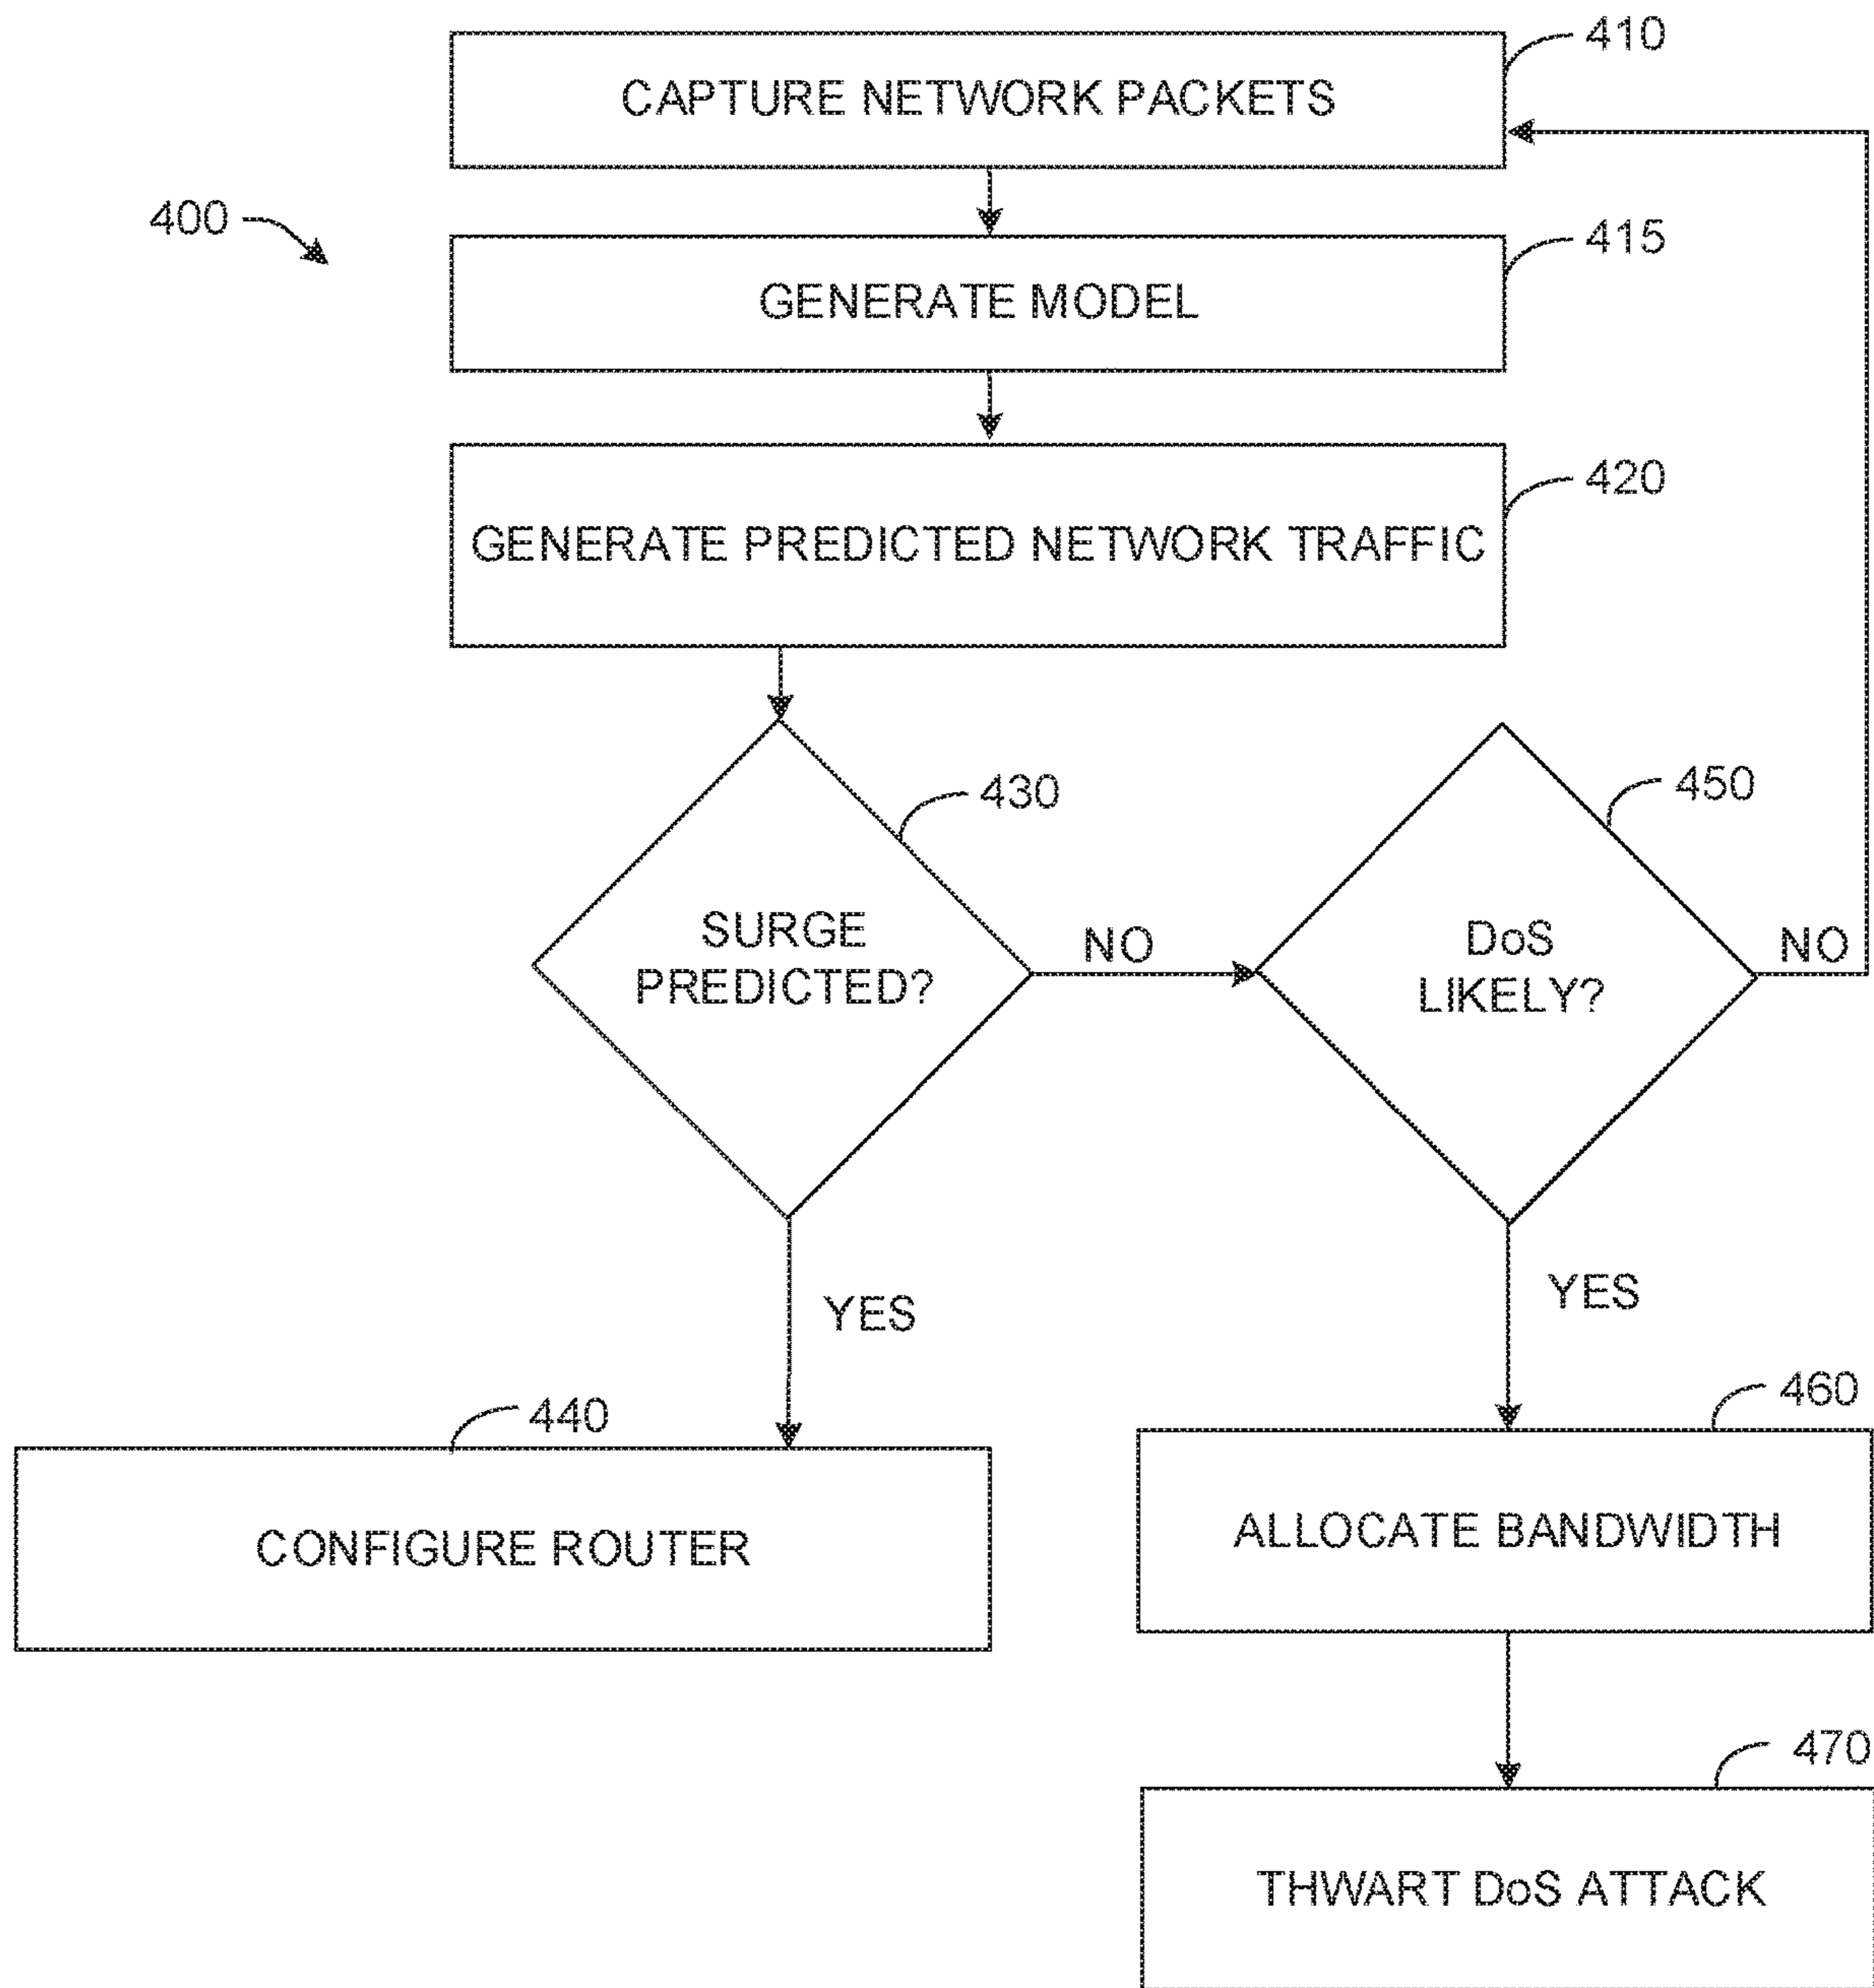 410
CAPTURE NETWORK PACKETS
400
415
GENERATE MODEL
420
GENERATE PREDICTED NETWORK TRAFFIC
430
450
SURGE
PREDICTED?
NO
DoS
LIKELY?
NO
YES
YES
440
460
CONFIGURE ROUTER
ALLOCATE BANDWIDTH
470
THWART DoS ATTACK